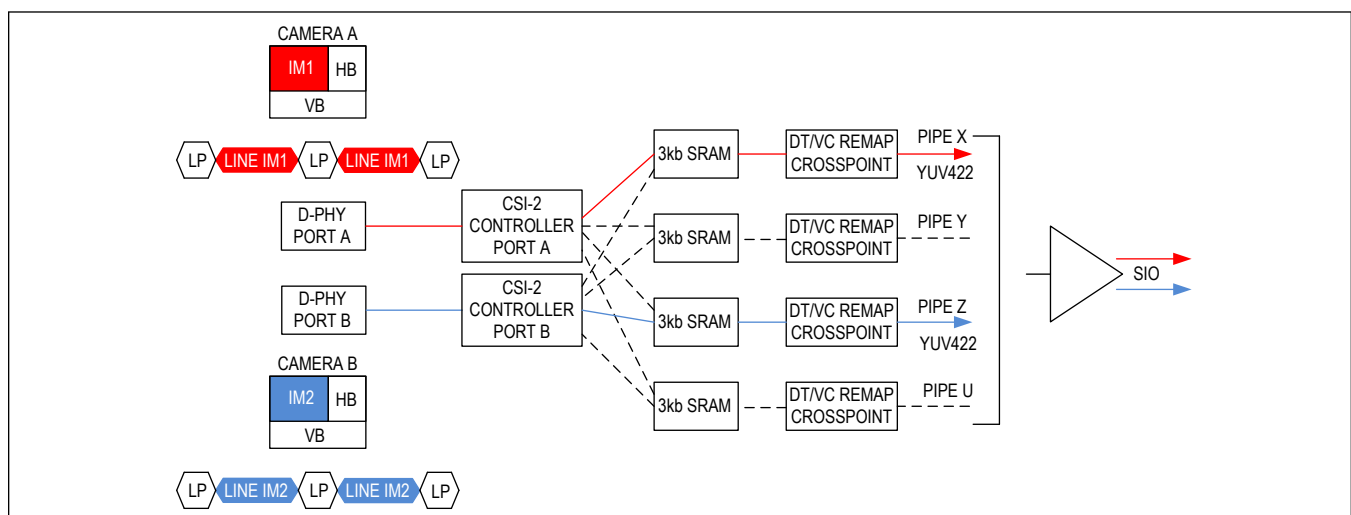 CAMERA A
IM1
HB
VB
LP
LINE IM1
LP
LINE IM1
LP
D-PHY
PORT A
CSI-2
CONTROLLER
PORT A
3kb SRAM
DT/VC REMAP
CROSSPOINT
PIPE X
YUV422
3kb SRAM
DT/VC REMAP
CROSSPOINT
PIPE Y
D-PHY
PORT B
CSI-2
CONTROLLER
PORT B
3kb SRAM
DT/VC REMAP
CROSSPOINT
PIPE Z
YUV422
3kb SRAM
DT/VC REMAP
CROSSPOINT
PIPE U
SIO
CAMERA B
IM2
HB
VB
LP
LINE IM2
LP
LINE IM2
LP